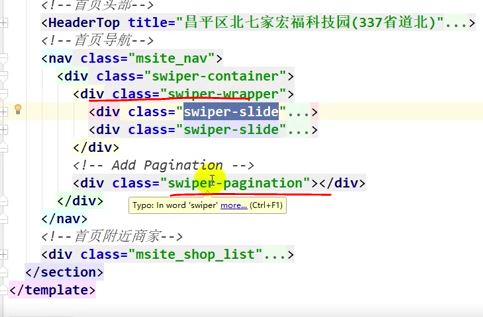 <!--首页头部-->
<HeaderTop title="昌平区北七家宏福科技园(337省道北)"...>
<!--首页导航-->
<nav class="msite_nav">
<div class="swiper-container">
<div class="swiper-wrapper">
<div class="swiper-slide"...>
<div class="swiper-slide"...>
</div>
<!-- Add Pagination -->
<div class="swiper-pagination"></div>
</div>
Typo: In word 'swiper' more... (Ctrl+F1)
</nav>
<!--首页附近商家-->
<div class="msite_shop_list"...>
</section>
</template>